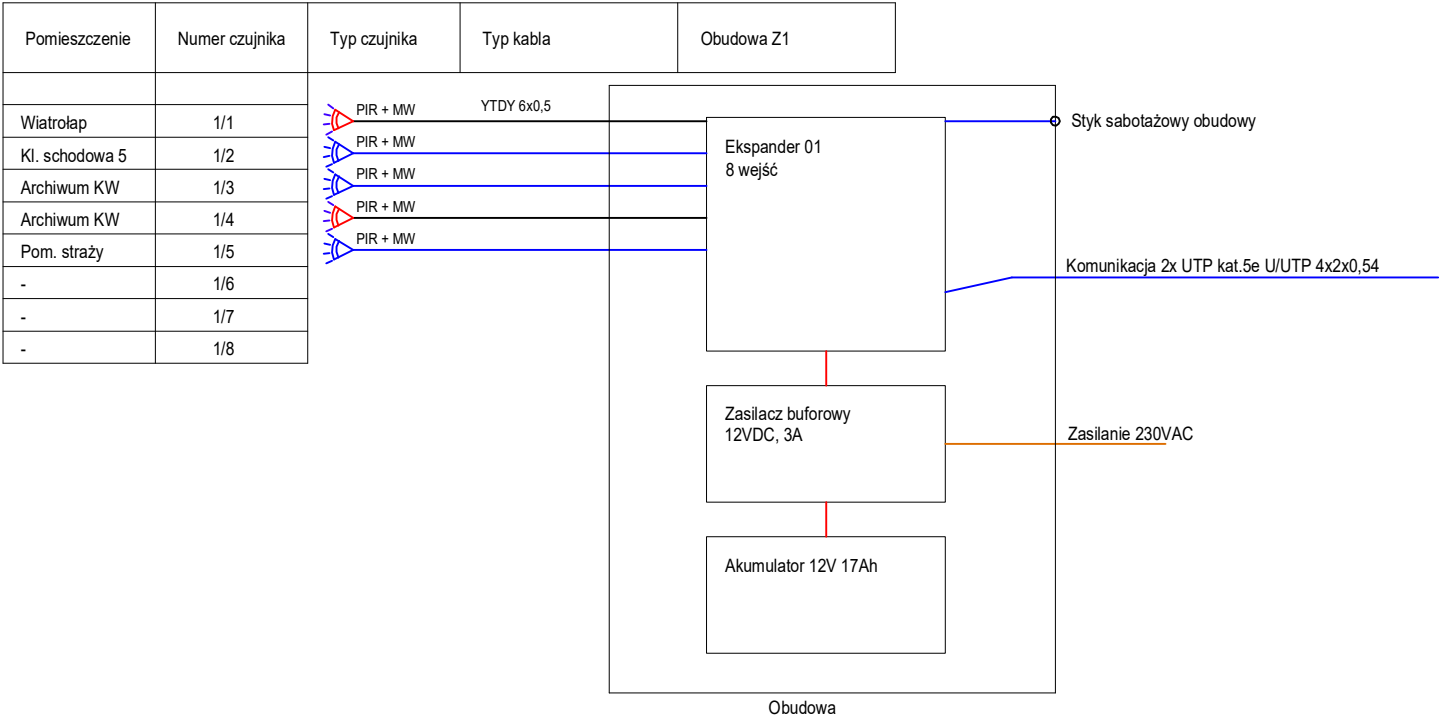 Pomieszczenie Numer czujnika Typ czujnika Typ kabla Obudowa Z1
Wiatrołap 1/1 PIR + MW YTDY 6x0,5
Kl. schodowa 5 1/2 PIR + MW
Archiwum KW 1/3 PIR + MW
Archiwum KW 1/4 PIR + MW
Pom. straży 1/5 PIR + MW
- 1/6
- 1/7
- 1/8
Ekspander 01
8 wejść
Styk sabotażowy obudowy
Komunikacja 2x UTP kat.5e U/UTP 4x2x0,54
Zasilacz buforowy
12VDC, 3A
Zasilanie 230VAC
Akumulator 12V 17Ah
Obudowa